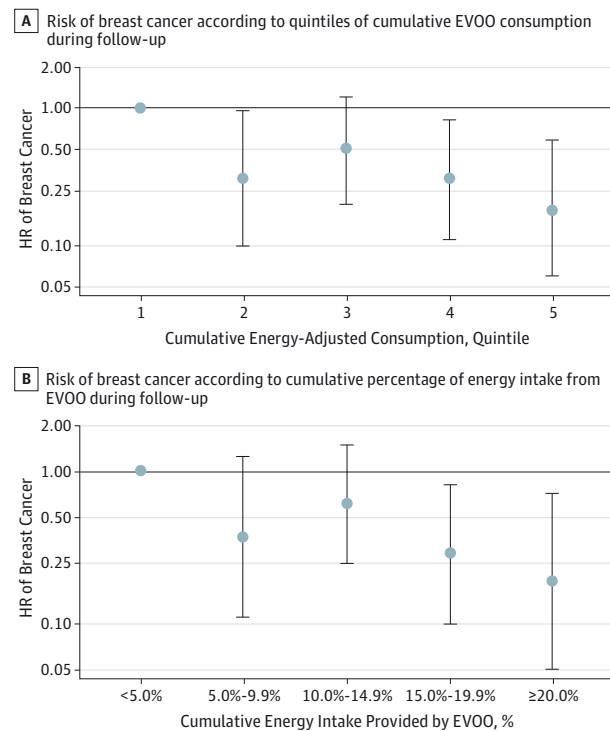 A Risk of breast cancer according to quintiles of cumulative EVOO consumption
during follow-up
2.00
1.00
0.50
0.25
0.10
0.05
HR of Breast Cancer
1 2 3 4 5
Cumulative Energy-Adjusted Consumption, Quintile
B Risk of breast cancer according to cumulative percentage of energy intake from
EVOO during follow-up
2.00
1.00
0.50
0.25
0.10
0.05
HR of Breast Cancer
<5.0% 5.0%-9.9% 10.0%-14.9% 15.0%-19.9% ≥20.0%
Cumulative Energy Intake Provided by EVOO, %